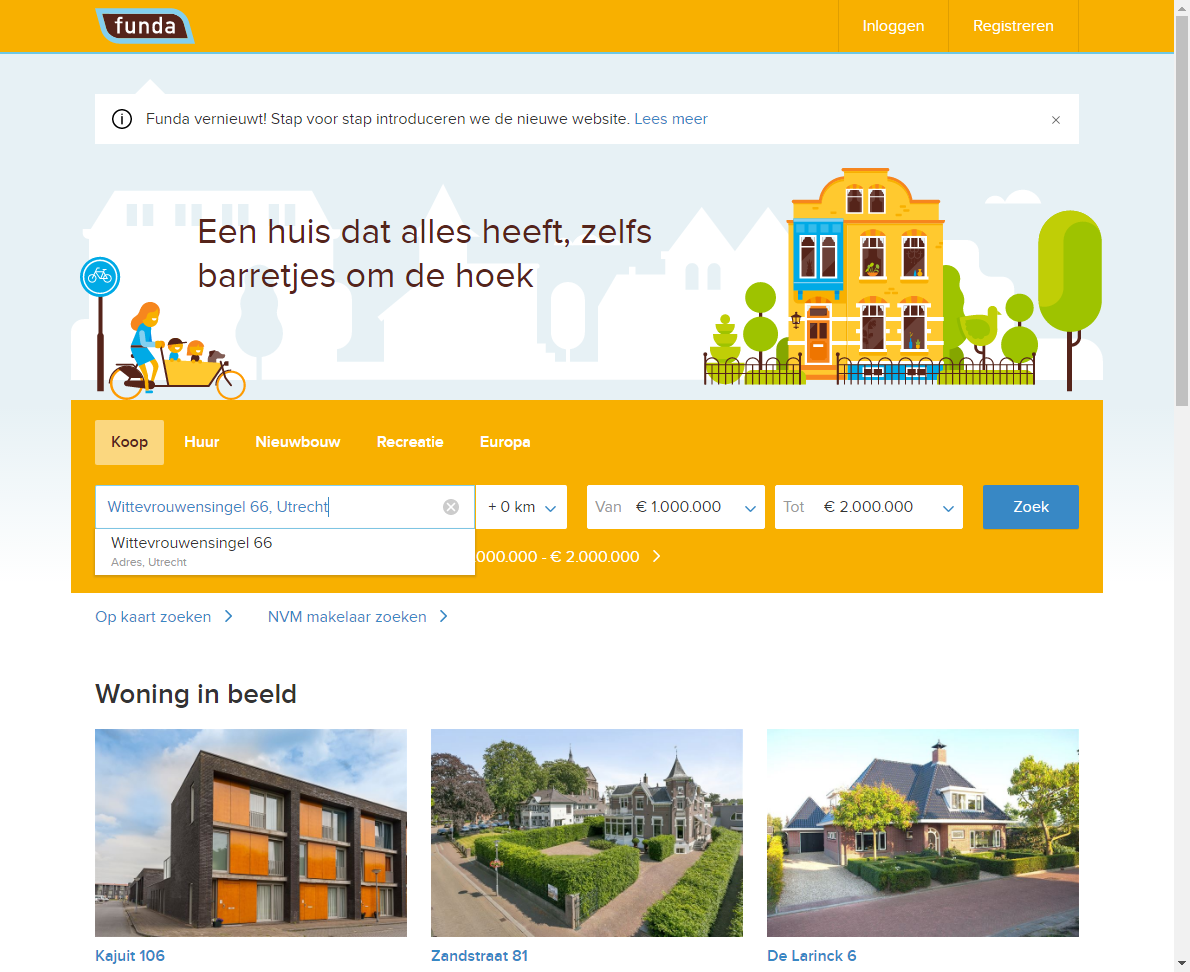 funda
Inloggen
Registreren
Funda vernieuwt! Stap voor stap introduceren we de nieuwe website. Lees meer
Een huis dat alles heeft, zelfs
barretjes om de hoek
Koop
Huur
Nieuwbouw
Recreatie
Europa
Wittevrouwensingel 66, Utrecht
+ 0 km
Van € 1.000.000
Tot € 2.000.000
Zoek
Wittevrouwensingel 66
Adres, Utrecht
000.000 - € 2.000.000
Op kaart zoeken
NVM makelaar zoeken
Woning in beeld
Kajuit 106
Zandstraat 81
De Larinck 6